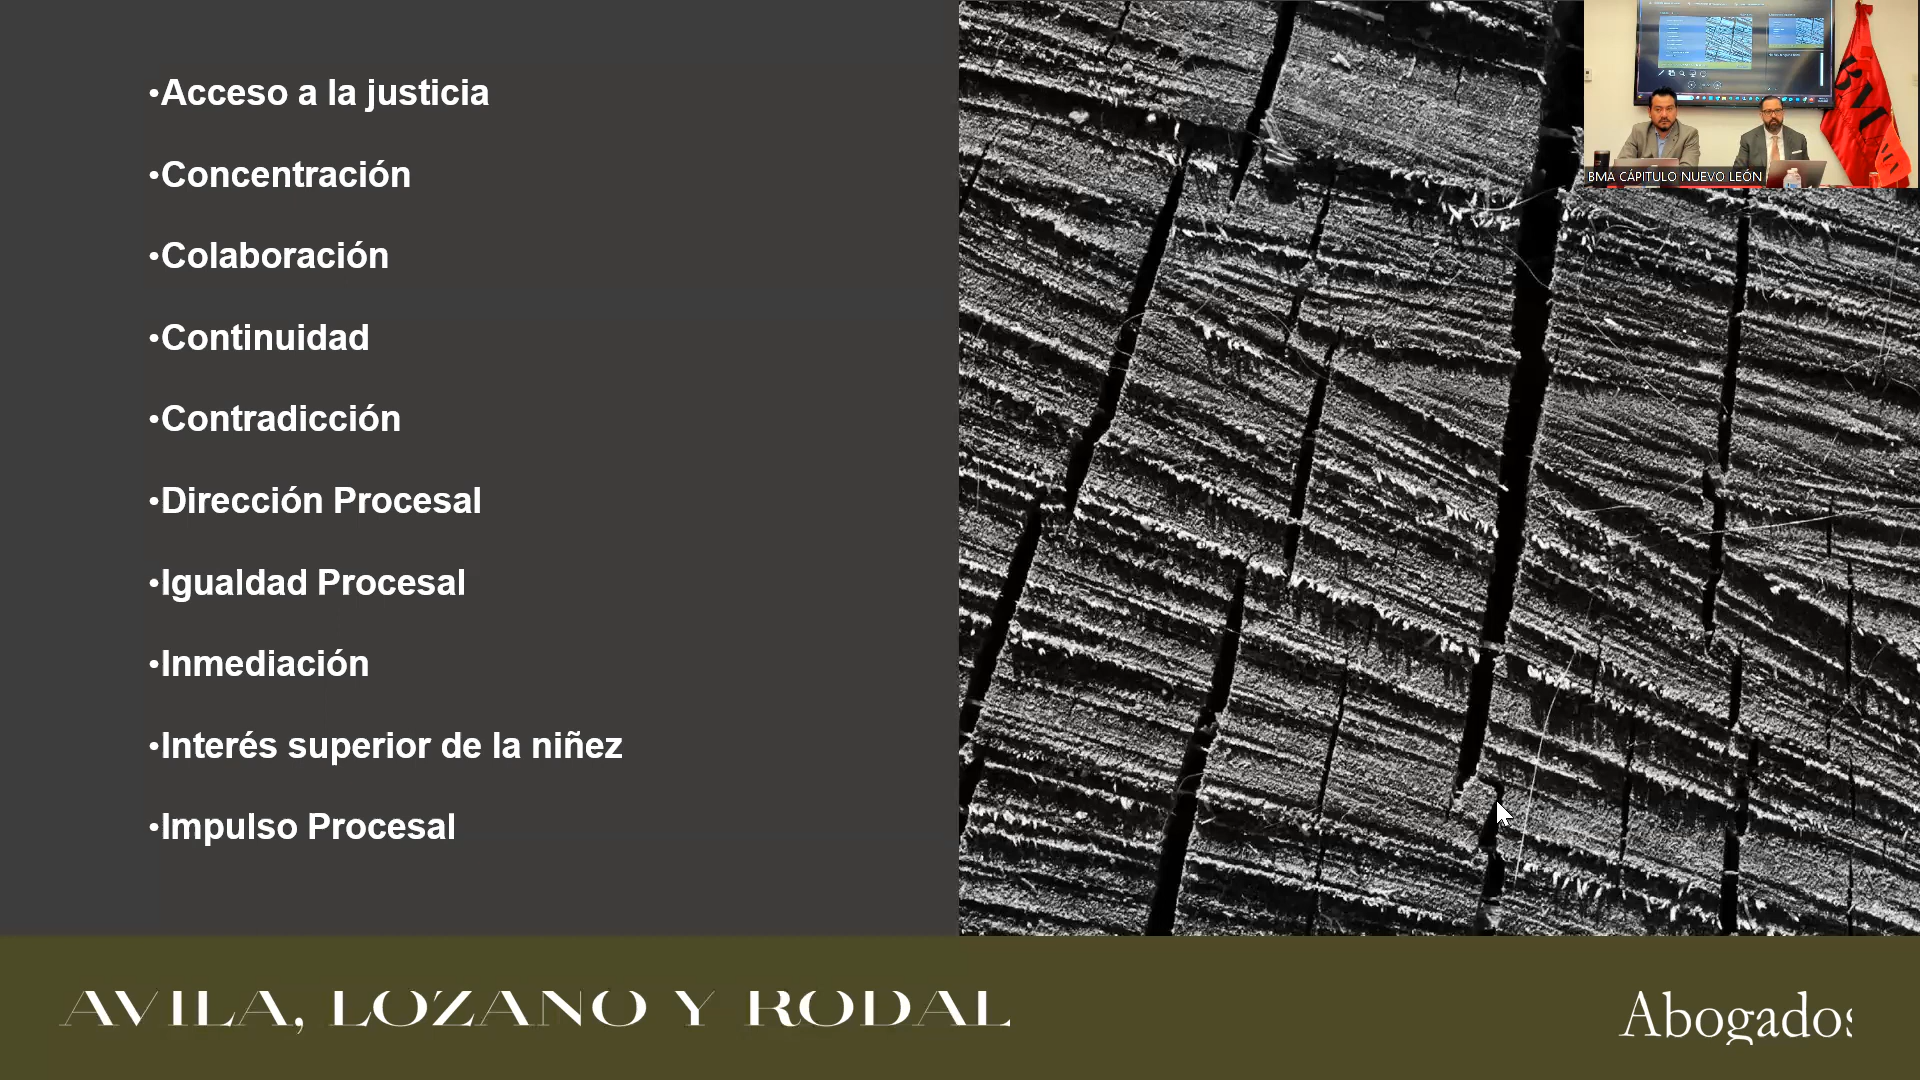 •Acceso a la justicia
•Concentración
•Colaboración
•Continuidad
•Contradicción
•Dirección Procesal
•Igualdad Procesal
•Inmediación
•Interés superior de la niñez
•Impulso Procesal
BMA CÁPITULO NUEVO LEÓN
AVILA, LOZANO Y RODAL
Abogados